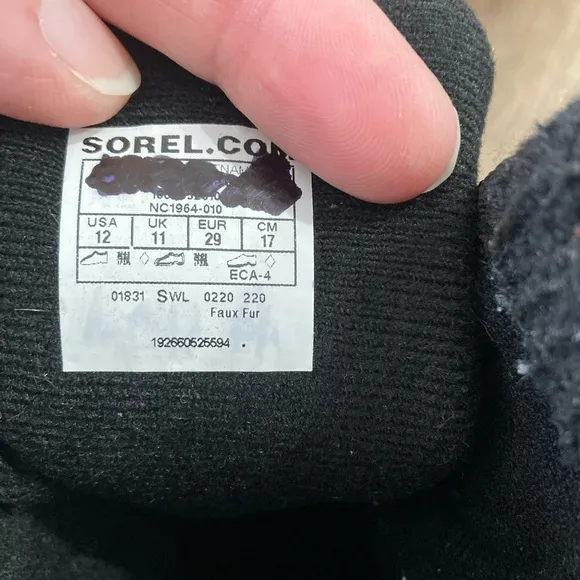 SOREL.COM
NC1964-010
USA UK EUR CM
12 11 29 17
ECA-4
01831 SWL 0220 220
Faux Fur
192660525594